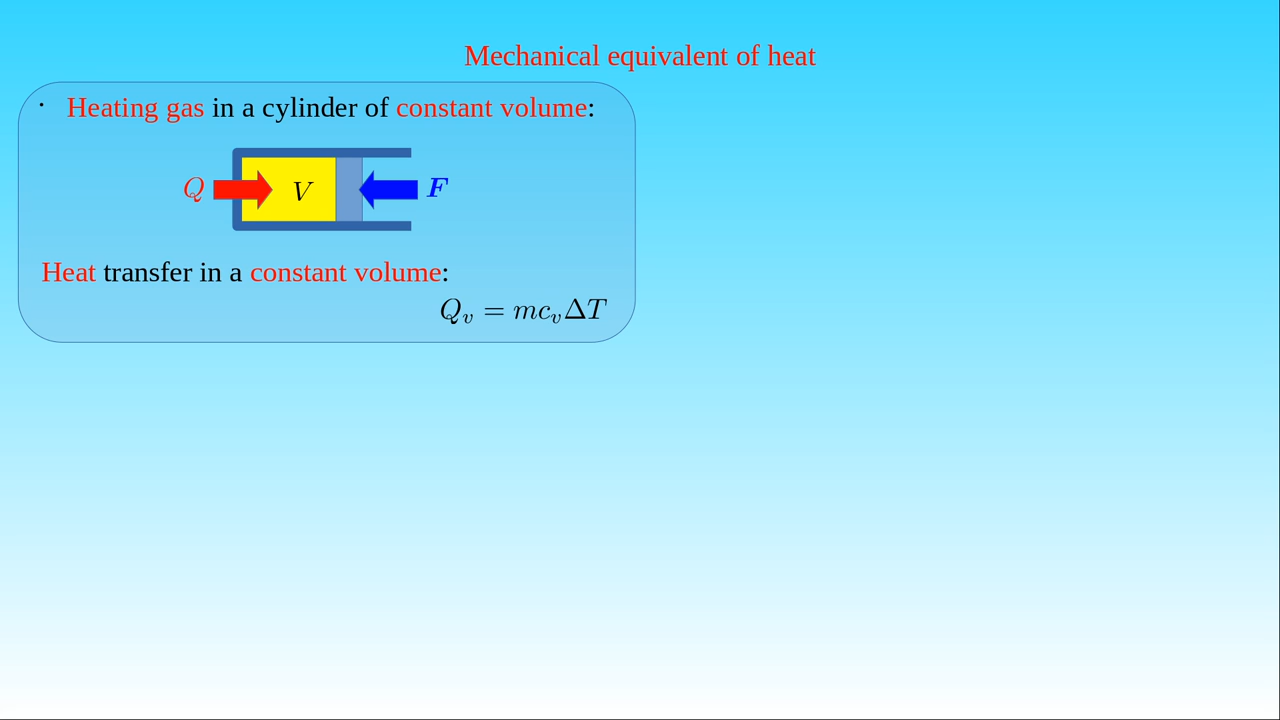 Mechanical equivalent of heat
· Heating gas in a cylinder of constant volume:
Q V F
Heat transfer in a constant volume:
Q_v = mc_vΔT